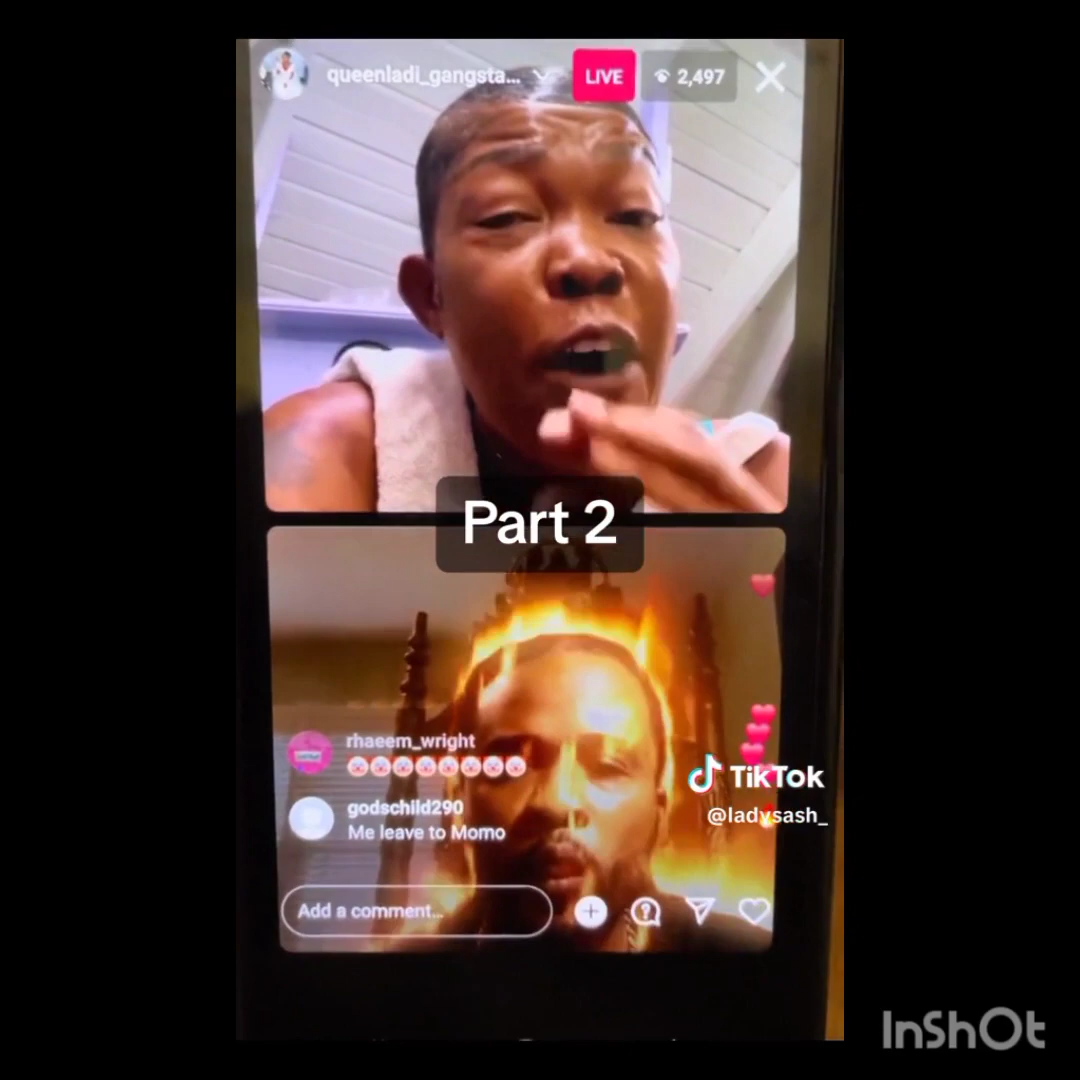 queenladi_gangsta...
LIVE
2,497
Part 2
rhaeem_wright
godschild290
Me leave to Momo
Add a comment...
TikTok
@ladysash_
InShOt